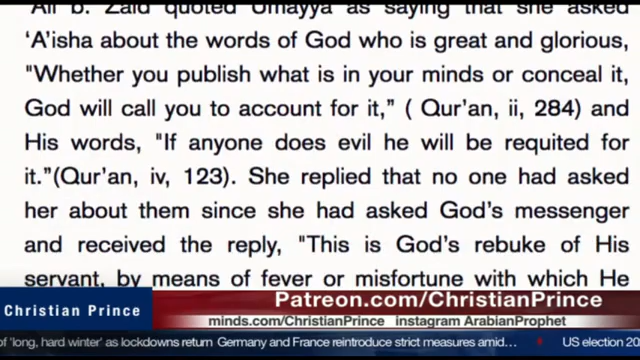 'Ali b. Zaid quoted Umayya as saying that she asked
'A'isha about the words of God who is great and glorious,
"Whether you publish what is in your minds or conceal it,
God will call you to account for it," ( Qur'an, ii, 284) and
His words, "If anyone does evil he will be requited for
it."(Qur'an, iv, 123). She replied that no one had asked
her about them since she had asked God's messenger
and received the reply, "This is God's rebuke of His
servant, by means of fever or misfortune with which He
Christian Prince
Patreon.com/ChristianPrince
minds.com/ChristianPrince instagram ArabianProphet
of 'long, hard winter' as lockdowns return Germany and France reintroduce strict measures amid... US election 20